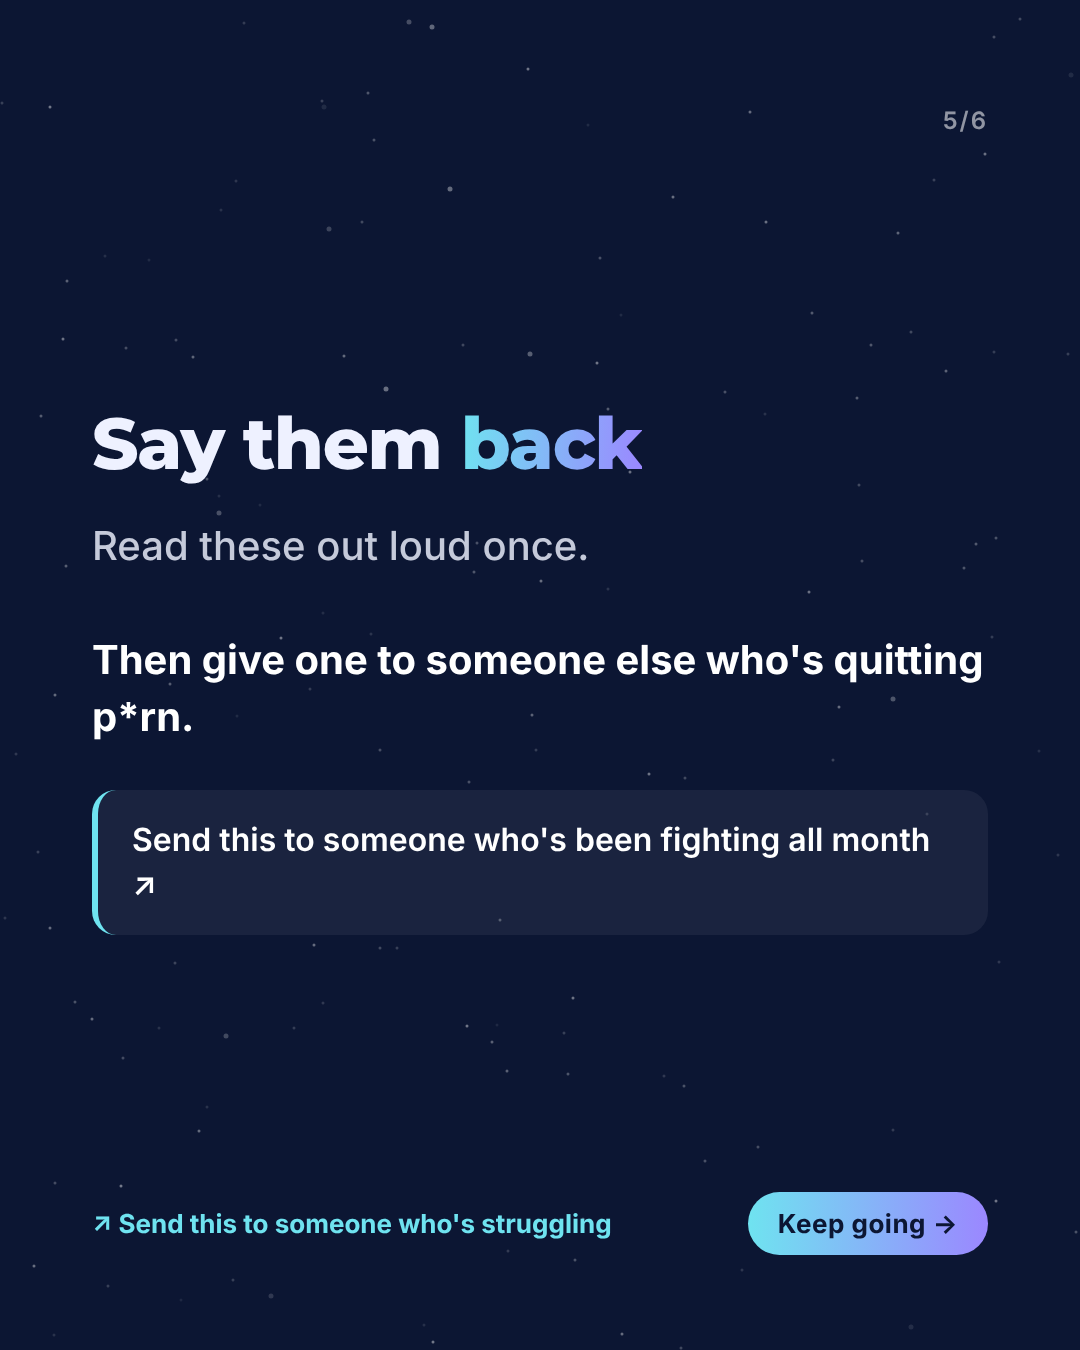 5/6
Say them back
Read these out loud once.
Then give one to someone else who's quitting
p*rn.
Send this to someone who's been fighting all month
↗
↗ Send this to someone who's struggling
Keep going →